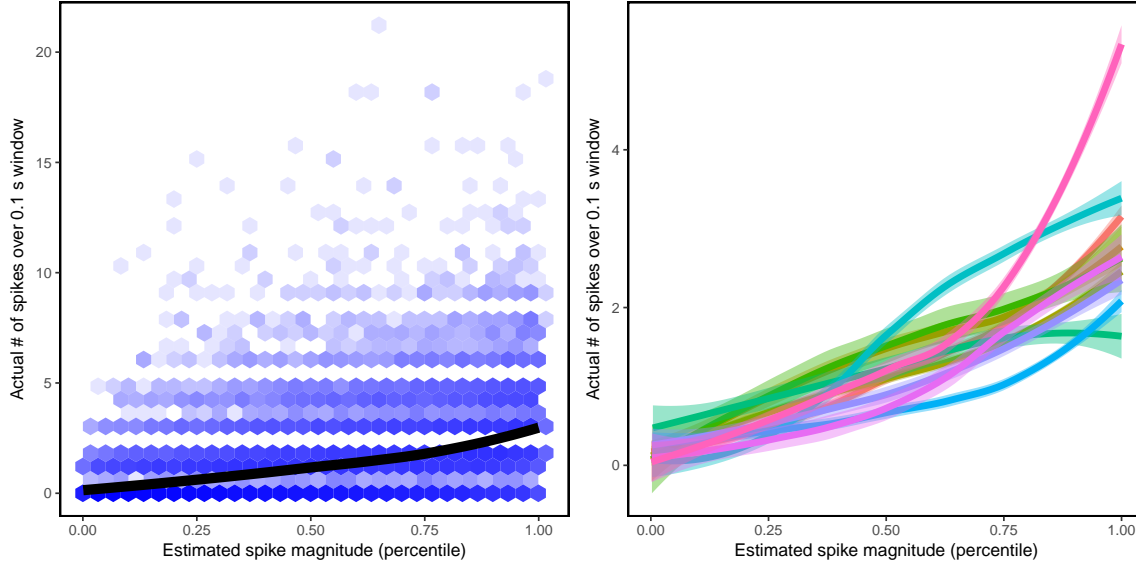 20
15
10
5
0
0.00 0.25 0.50 0.75 1.00
Estimated spike magnitude (percentile)
Actual # of spikes over 0.1 s window
4
2
0
0.00 0.25 0.50 0.75 1.00
Estimated spike magnitude (percentile)
Actual # of spikes over 0.1 s window